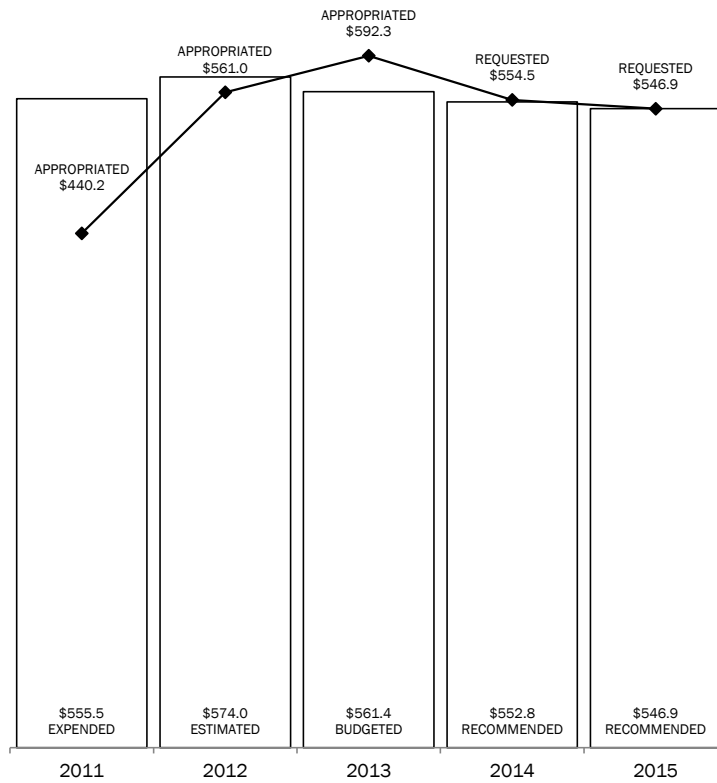 APPROPRIATED
$592.3
APPROPRIATED
$561.0
REQUESTED
$554.5
REQUESTED
$546.9
APPROPRIATED
$440.2
$555.5
EXPENDED
$574.0
ESTIMATED
$561.4
BUDGETED
$552.8
RECOMMENDED
$546.9
RECOMMENDED
2011
2012
2013
2014
2015